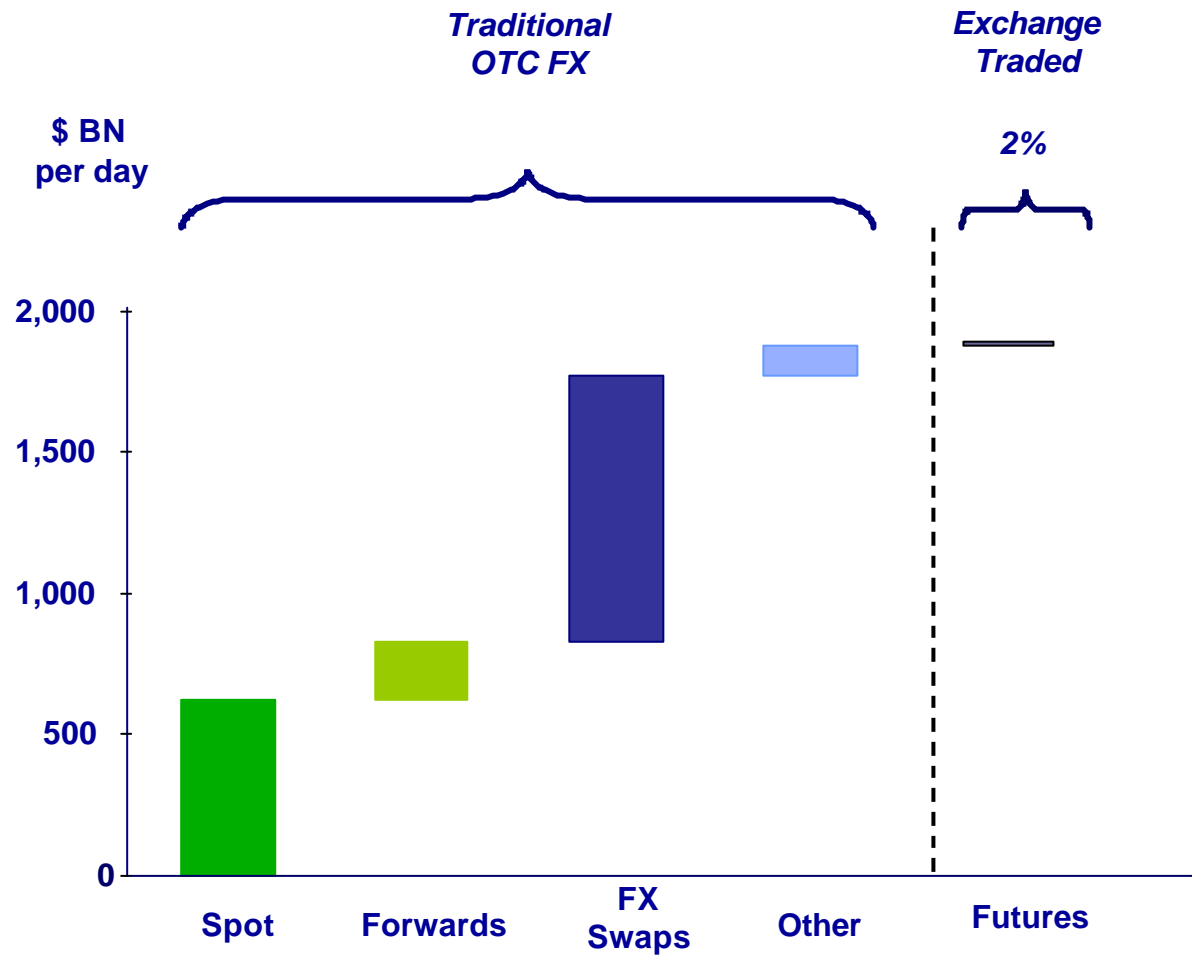 Traditional
OTC FX
Exchange
Traded
$ BN
per day
2%
2,000
1,500
1,000
500
0
Spot
Forwards
FX
Swaps
Other
Futures